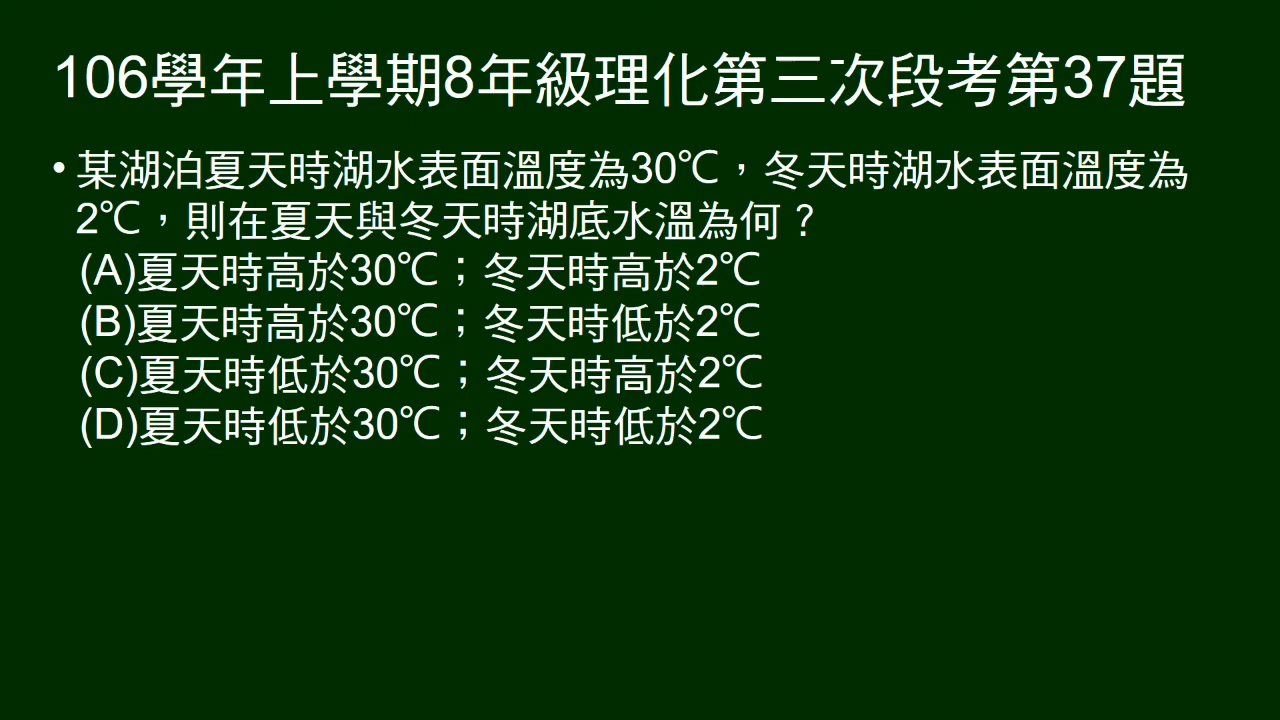 106學年上學期8年級理化第三次段考第37題
• 某湖泊夏天時湖水表面溫度為30℃，冬天時湖水表面溫度為
2℃，則在夏天與冬天時湖底水溫為何？
(A)夏天時高於30℃；冬天時高於2℃
(B)夏天時高於30℃；冬天時低於2℃
(C)夏天時低於30℃；冬天時高於2℃
(D)夏天時低於30℃；冬天時低於2℃